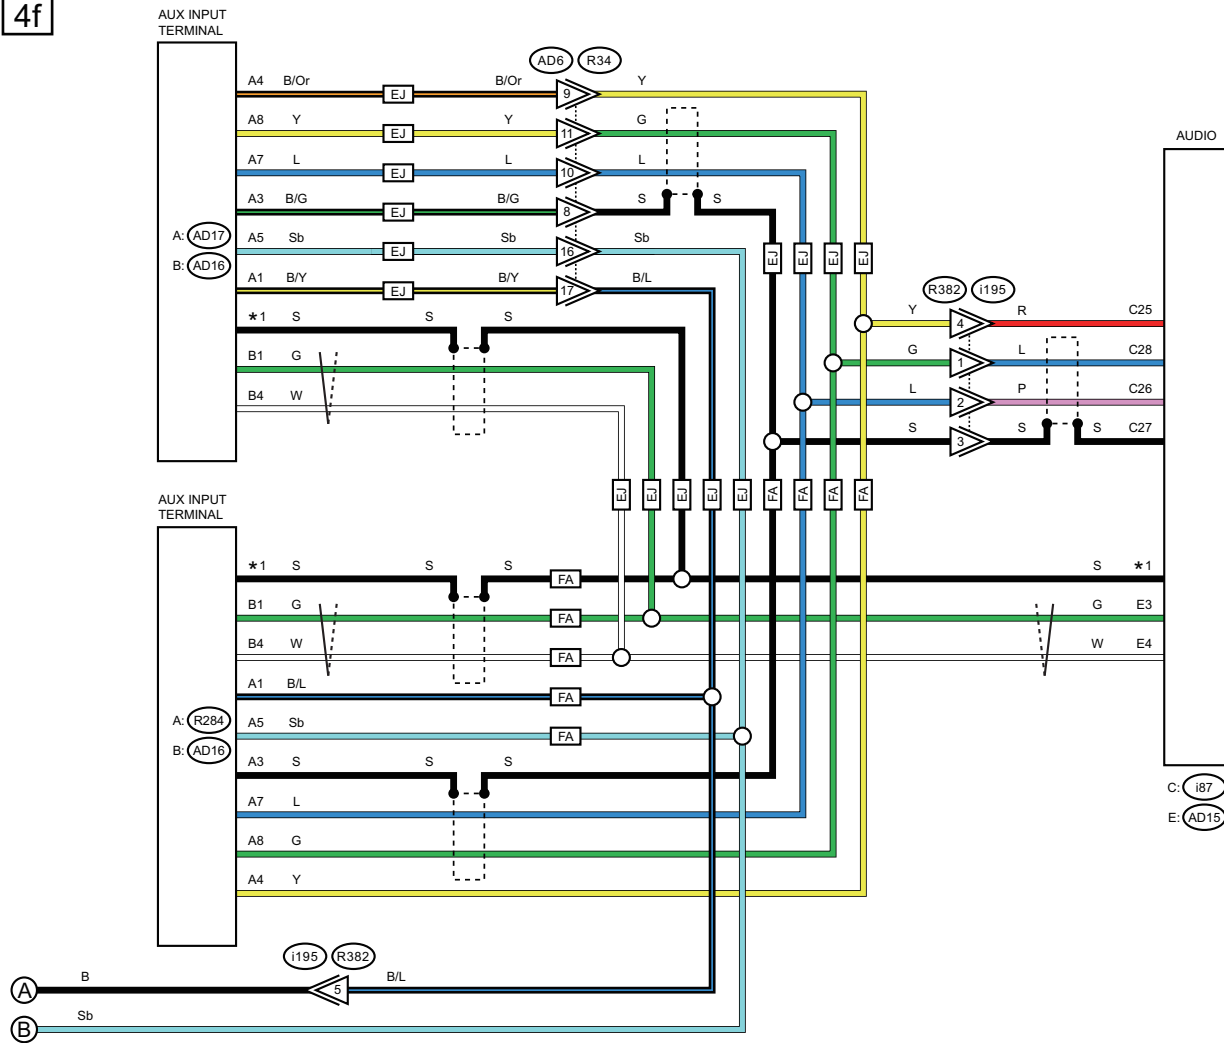 4f
AUX INPUT
TERMINAL
AD6 R34
A4 B/Or EJ B/Or 9 Y
A8 Y EJ Y 11 G
A7 L EJ L 10 L
A3 B/G EJ B/G 8 S S
A: AD17
A5 Sb EJ Sb 16 Sb
B: AD16
A1 B/Y EJ B/Y 17 B/L
EJ EJ EJ EJ
AUDIO
R382 i195
*1 S S S
Y 4 R C25
B1 G
G 1 L C28
B4 W
L 2 P C26
S 3 S S C27
EJ EJ EJ EJ EJ FA FA FA FA
AUX INPUT
TERMINAL
*1 S S S FA S *1
B1 G FA G E3
B4 W FA W E4
A1 B/L FA
A: R284
A5 Sb FA
B: AD16
A3 S S S
C: i87
A7 L
E: AD15
A8 G
A4 Y
i195 R382
A B 5 B/L
B Sb